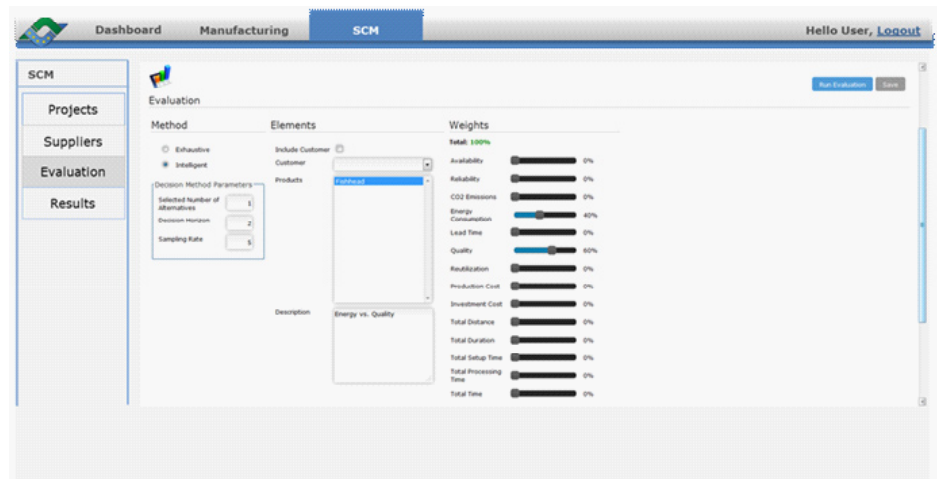 Dashboard Manufacturing SCM Hello User, Logout
SCM
Projects
Suppliers
Evaluation
Results
Run Evaluation Save
Evaluation
Method Elements Weights
Total: 100%
Exhaustive
Intelligent
Decision Method Parameters
Selected Number of
Alternatives 1
Decision Horizon 2
Sampling Rate 5
Include Customer
Customer
Products Fishhead
Description Energy vs. Quality
Availability 0%
Reliability 0%
CO2 Emissions 0%
Energy
Consumption 40%
Lead Time 0%
Quality 60%
Reutilization 0%
Production Cost 0%
Investment Cost 0%
Total Distance 0%
Total Duration 0%
Total Setup Time 0%
Total Processing
Time 0%
Total Time 0%